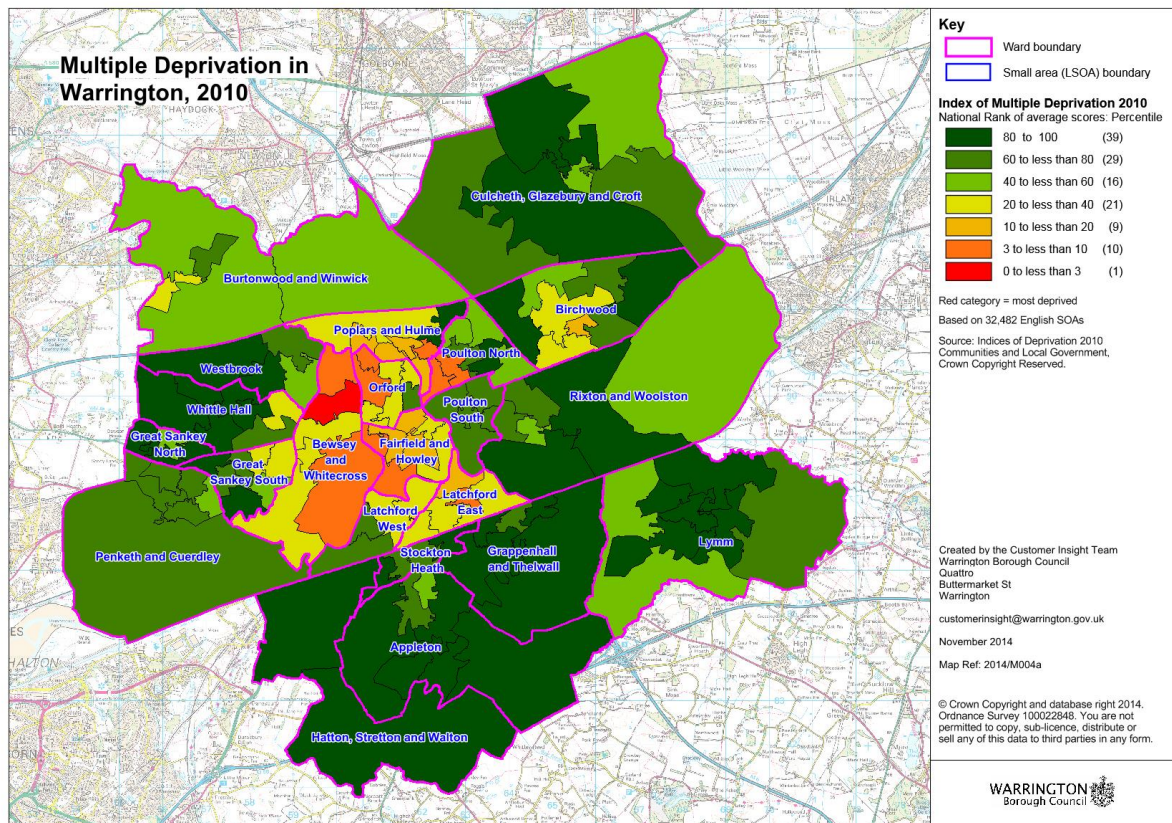 Multiple Deprivation in
Warrington, 2010
GOLBORNE
HAYDOCK
IRLAM
HALTON
Culcheth, Glazebury and Croft
Burtonwood and Winwick
Birchwood
Poplars and Hulme
Poulton North
Westbrook
Orford
Rixton and Woolston
Whittle Hall
Poulton
South
Great Sankey
North
Bewsey
and
Whitecross
Fairfield and
Howley
Great
Sankey South
Latchford
East
Latchford
West
Lymm
Penketh and Cuerdley
Stockton
Heath
Grappenhall
and Thelwall
Appleton
Hatton, Stretton and Walton
Key
Ward boundary
Small area (LSOA) boundary
Index of Multiple Deprivation 2010
National Rank of average scores: Percentile
80 to 100 (39)
60 to less than 80 (29)
40 to less than 60 (16)
20 to less than 40 (21)
10 to less than 20 (9)
3 to less than 10 (10)
0 to less than 3 (1)
Red category = most deprived
Based on 32,482 English SOAs
Source: Indices of Deprivation 2010
Communities and Local Government,
Crown Copyright Reserved.
Created by the Customer Insight Team
Warrington Borough Council
Quattro
Buttermarket St
Warrington
customerinsight@warrington.gov.uk
November 2014
Map Ref: 2014/M004a
© Crown Copyright and database right 2014.
Ordnance Survey 100022848. You are not
permitted to copy, sub-licence, distribute or
sell any of this data to third parties in any form.
WARRINGTON
Borough Council